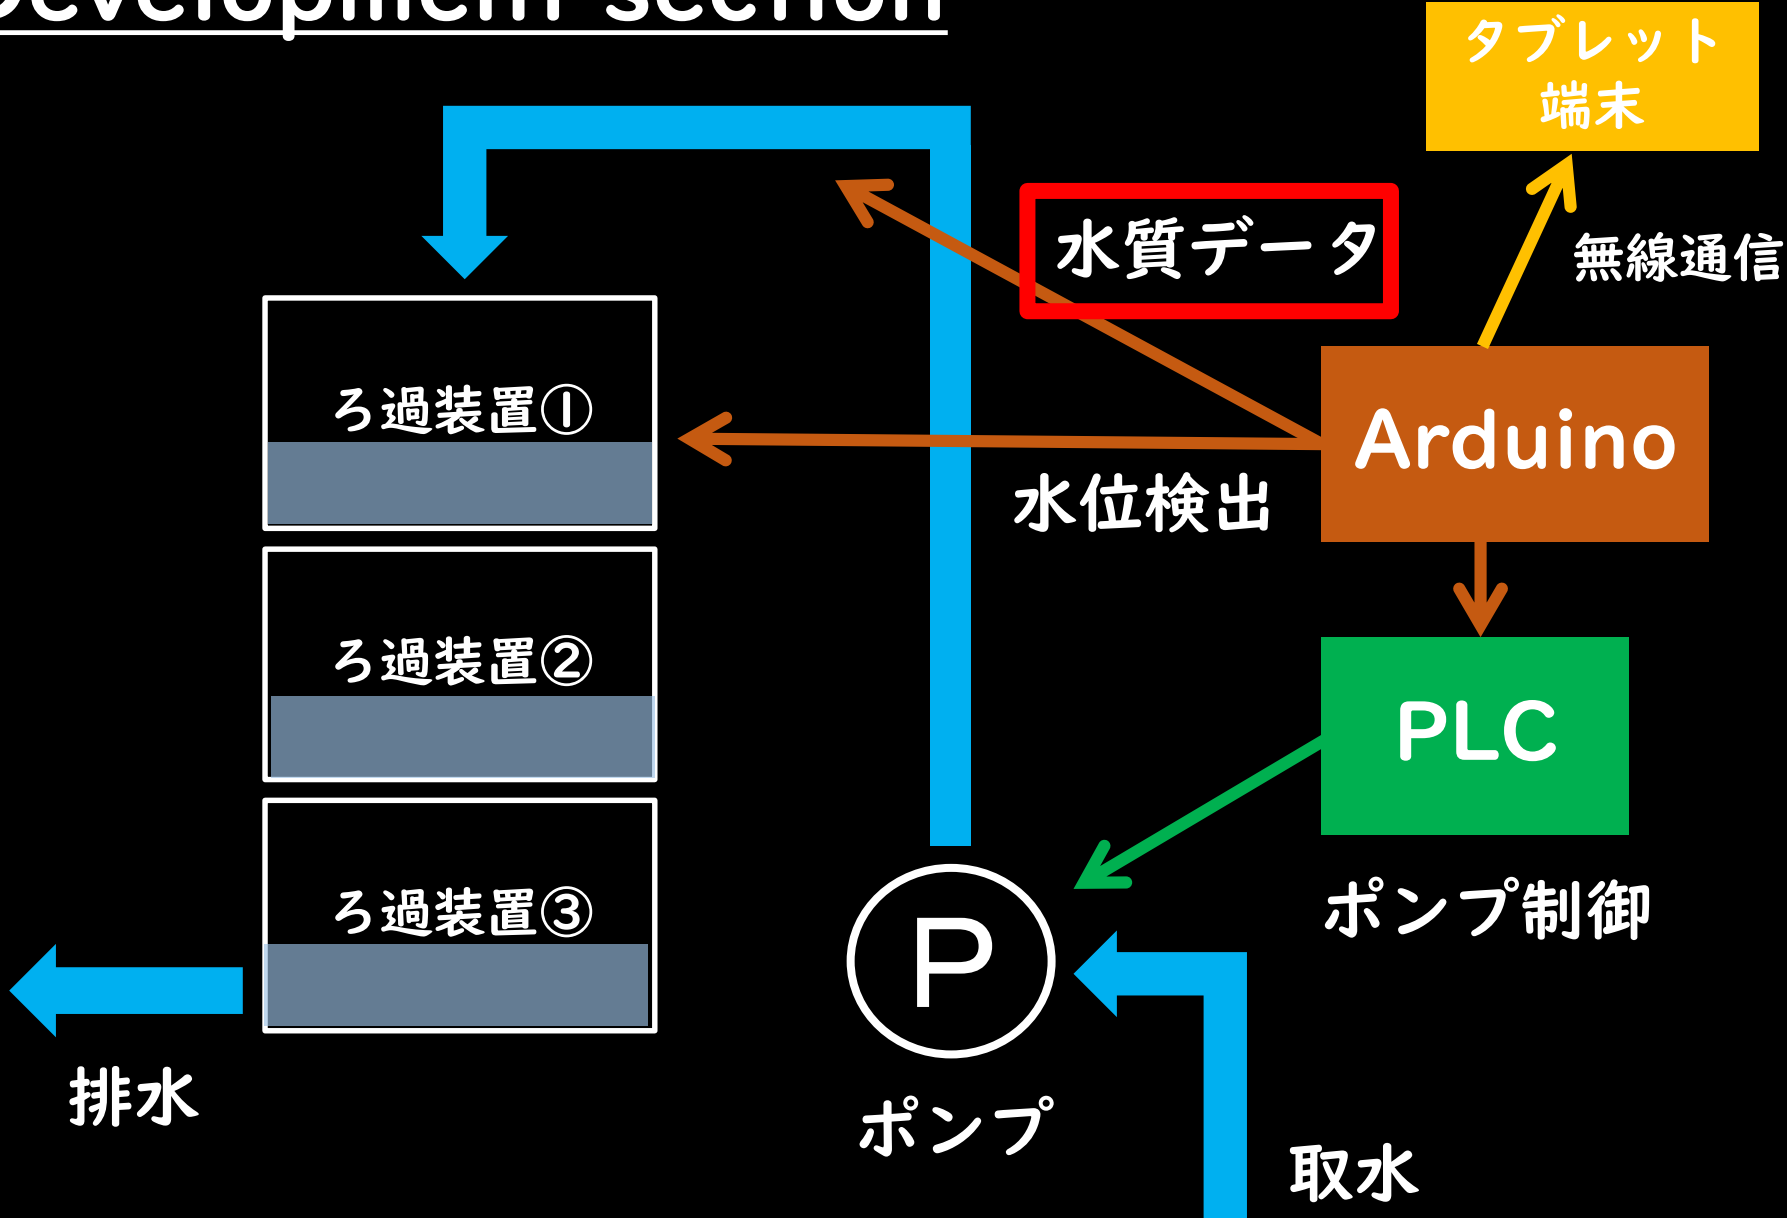 Development section
タブレット
端末
水質データ
無線通信
ろ過装置①
Arduino
水位検出
ろ過装置②
PLC
ろ過装置③
ポンプ制御
P
排水
ポンプ
取水